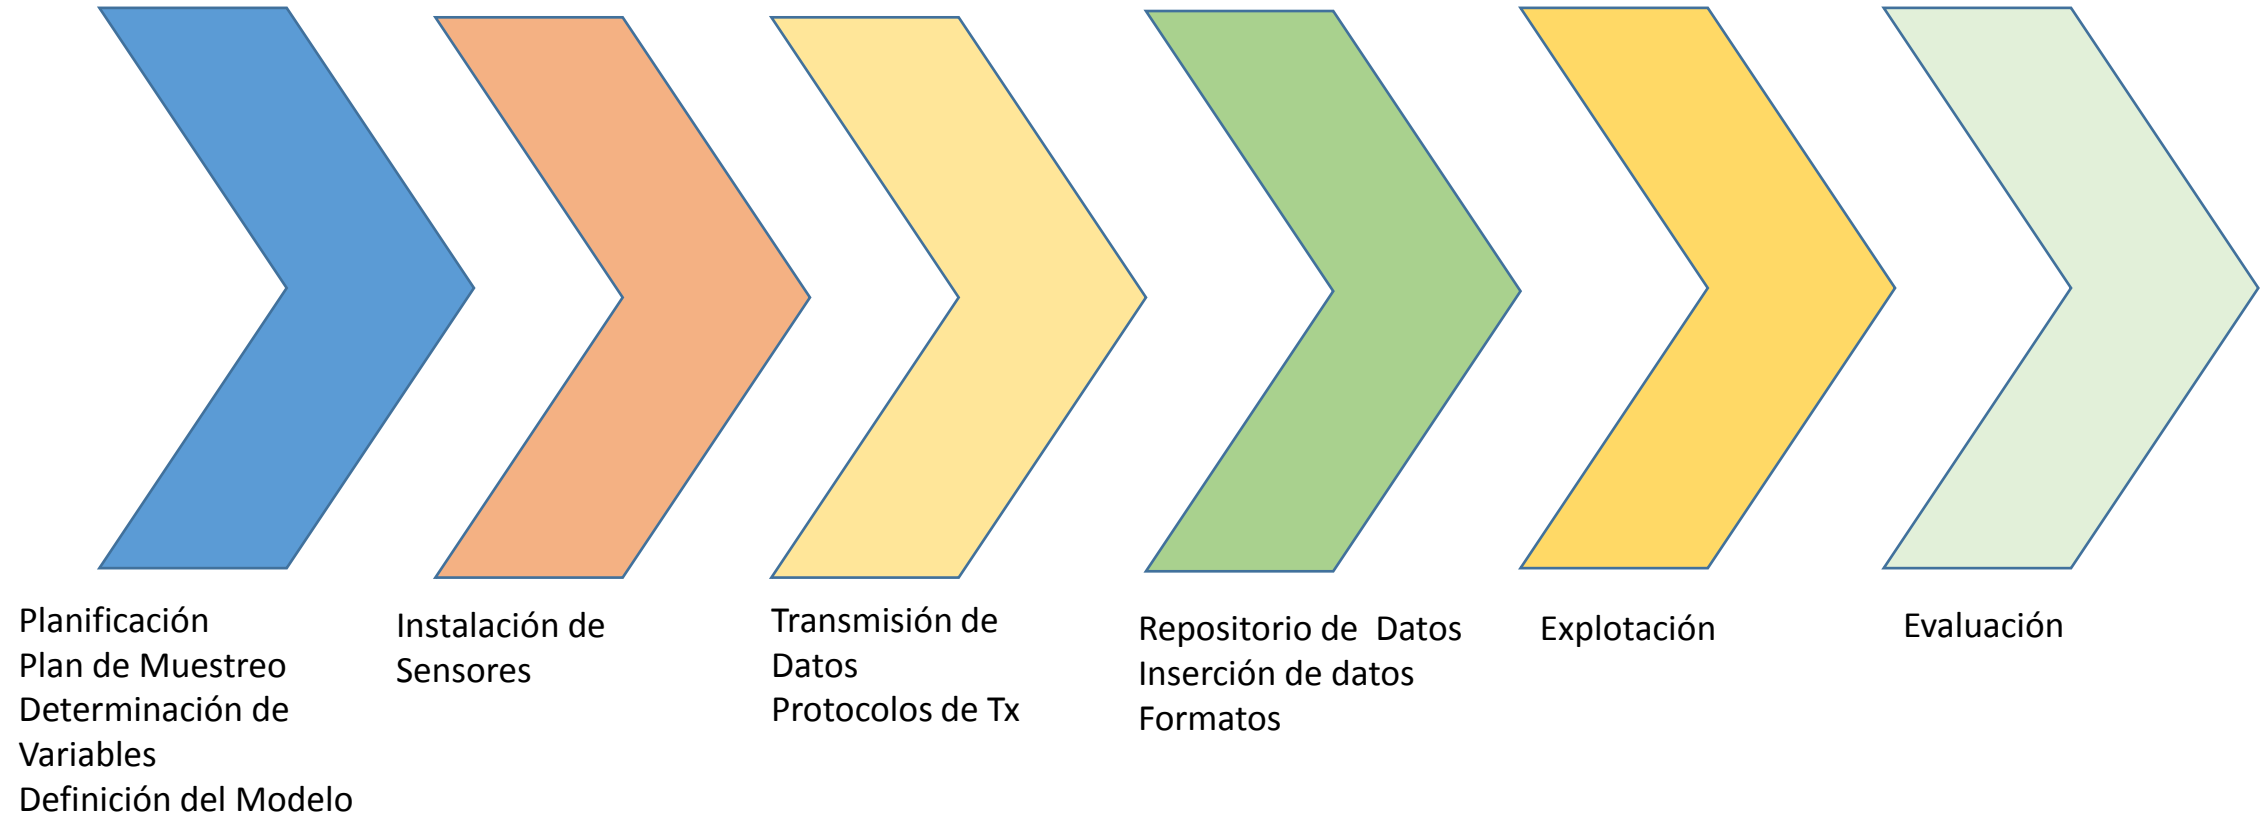 Planificación
Plan de Muestreo
Determinación de
Variables
Definición del Modelo
Instalación de
Sensores
Transmisión de
Datos
Protocolos de Tx
Repositorio de  Datos
Inserción de datos
Formatos
Explotación
Evaluación